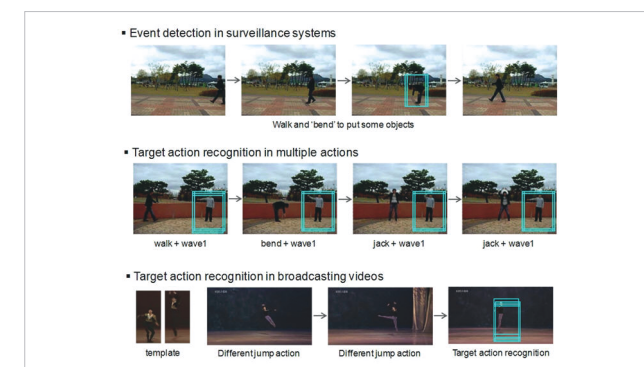 ▪ Event detection in surveillance systems
Walk and 'bend' to put some objects
▪ Target action recognition in multiple actions
walk + wave1
bend + wave1
jack + wave1
jack + wave1
▪ Target action recognition in broadcasting videos
template
Different jump action
Different jump action
Target action recognition